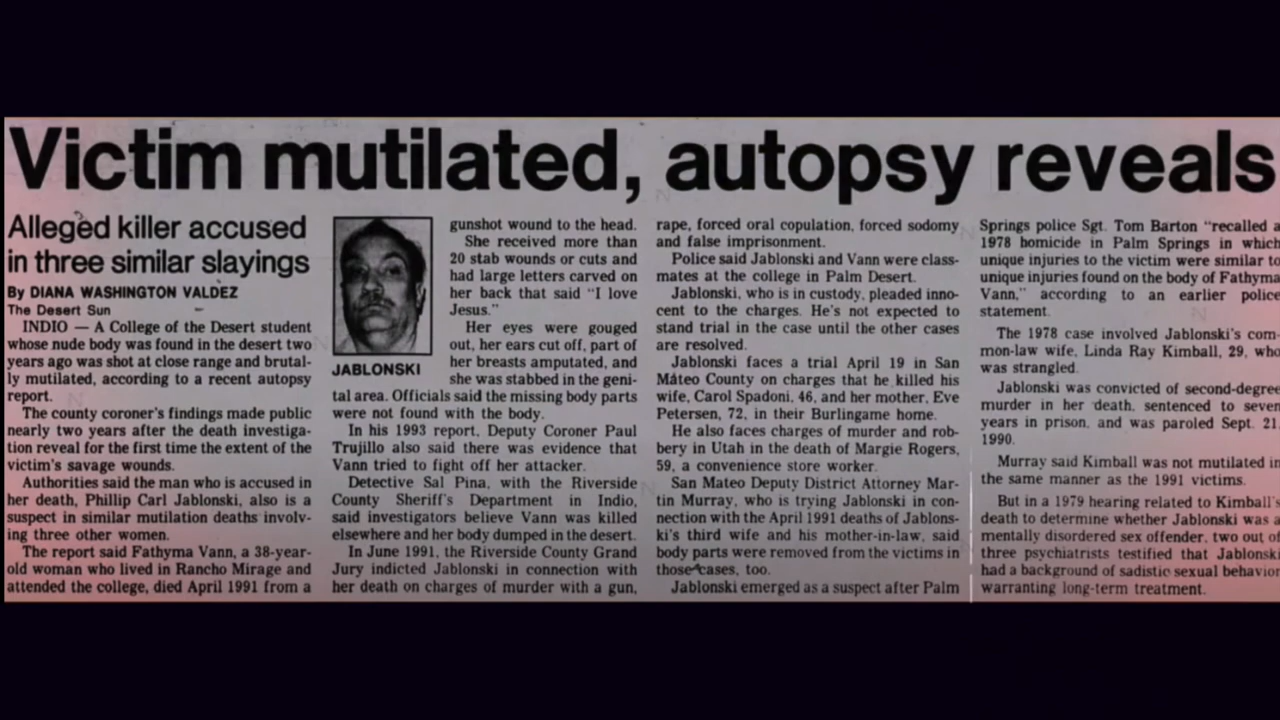 Victim mutilated, autopsy reveals
Alleged killer accused
in three similar slayings
By DIANA WASHINGTON VALDEZ
The Desert Sun
INDIO — A College of the Desert student
whose nude body was found in the desert two
years ago was shot at close range and brutal-
ly mutilated, according to a recent autopsy
report.
The county coroner's findings made public
nearly two years after the death investiga-
tion reveal for the first time the extent of the
victim's savage wounds.
Authorities said the man who is accused in
her death, Phillip Carl Jablonski, also is a
suspect in similar mutilation deaths involv-
ing three other women.
The report said Fathyma Vann, a 38-year-
old woman who lived in Rancho Mirage and
attended the college, died April 1991 from a
JABLONSKI
gunshot wound to the head.
She received more than
20 stab wounds or cuts and
had large letters carved on
her back that said "I love
Jesus."
Her eyes were gouged
out, her ears cut off, part of
her breasts amputated, and
she was stabbed in the geni-
tal area. Officials said the missing body parts
were not found with the body.
In his 1993 report, Deputy Coroner Paul
Trujillo also said there was evidence that
Vann tried to fight off her attacker.
Detective Sal Pina, with the Riverside
County Sheriff's Department in Indio,
said investigators believe Vann was killed
elsewhere and her body dumped in the desert.
In June 1991, the Riverside County Grand
Jury indicted Jablonski in connection with
her death on charges of murder with a gun,
rape, forced oral copulation, forced sodomy
and false imprisonment.
Police said Jablonski and Vann were class-
mates at the college in Palm Desert.
Jablonski, who is in custody, pleaded inno-
cent to the charges. He's not expected to
stand trial in the case until the other cases
are resolved.
Jablonski faces a trial April 19 in San
Mateo County on charges that he killed his
wife, Carol Spadoni, 46, and her mother, Eve
Petersen, 72, in their Burlingame home.
He also faces charges of murder and rob-
bery in Utah in the death of Margie Rogers,
59, a convenience store worker.
San Mateo Deputy District Attorney Mar-
tin Murray, who is trying Jablonski in con-
nection with the April 1991 deaths of Jablons-
ki's third wife and his mother-in-law, said
body parts were removed from the victims in
those cases, too.
Jablonski emerged as a suspect after Palm
Springs police Sgt. Tom Barton "recalled a
1978 homicide in Palm Springs in which
unique injuries to the victim were similar to
unique injuries found on the body of Fathyma
Vann," according to an earlier police
statement.
The 1978 case involved Jablonski's com-
mon-law wife, Linda Ray Kimball, 29, who
was strangled.
Jablonski was convicted of second-degree
murder in her death, sentenced to seven
years in prison, and was paroled Sept. 21,
1990.
Murray said Kimball was not mutilated in
the same manner as the 1991 victims.
But in a 1979 hearing related to Kimball's
death to determine whether Jablonski was a
mentally disordered sex offender, two out of
three psychiatrists testified that Jablonski
had a background of sadistic sexual behavior
warranting long-term treatment.